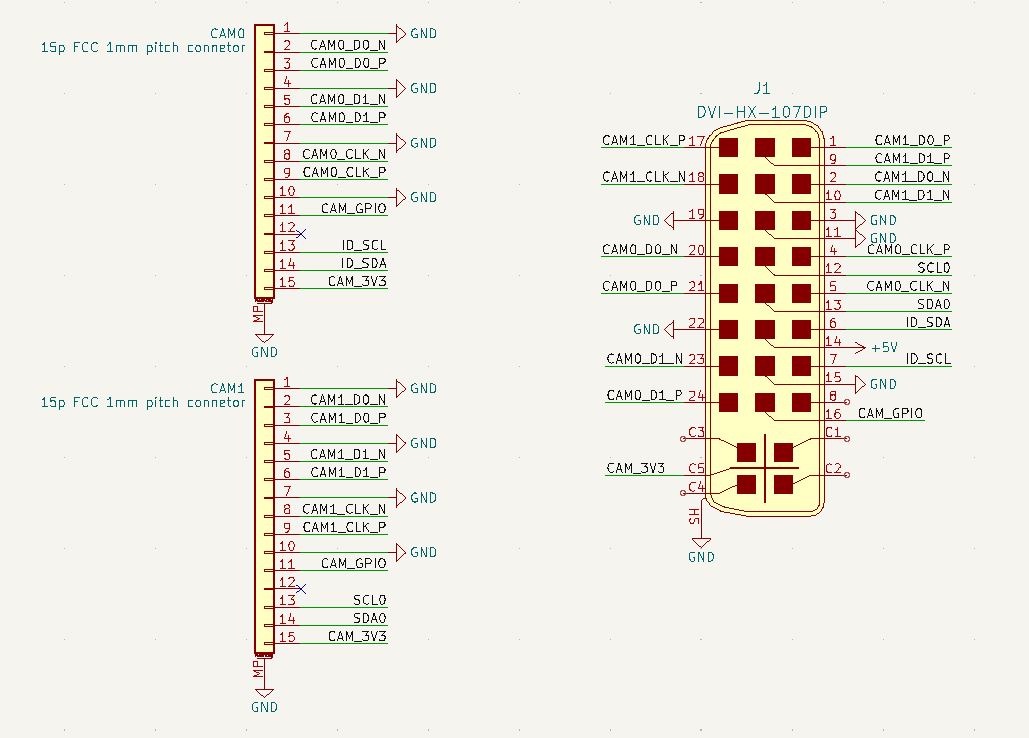 CAM0
15p FCC 1mm pitch connetor
1 GND
2 CAM0_D0_N
3 CAM0_D0_P
4 GND
5 CAM0_D1_N
6 CAM0_D1_P
7 GND
8 CAM0_CLK_N
9 CAM0_CLK_P
10 GND
11 CAM_GPIO
12
13 ID_SCL
14 ID_SDA
15 CAM_3V3
MP
GND
CAM1
15p FCC 1mm pitch connetor
1 GND
2 CAM1_D0_N
3 CAM1_D0_P
4 GND
5 CAM1_D1_N
6 CAM1_D1_P
7 GND
8 CAM1_CLK_N
9 CAM1_CLK_P
10 GND
11 CAM_GPIO
12
13 SCL0
14 SDA0
15 CAM_3V3
MP
GND
J1
DVI-HX-107DIP
CAM1_CLK_P 17
CAM1_CLK_N 18
GND 19
CAM0_D0_N 20
CAM0_D0_P 21
GND 22
CAM0_D1_N 23
CAM0_D1_P 24
C3
CAM_3V3 C5
C4
SH
GND
1 CAM1_D0_P
9 CAM1_D1_P
2 CAM1_D0_N
10 CAM1_D1_N
3 GND
11 GND
4 CAM0_CLK_P
12 SCL0
5 CAM0_CLK_N
13 SDA0
6 ID_SDA
14 +5V
7 ID_SCL
15 GND
8
16 CAM_GPIO
C1
C2